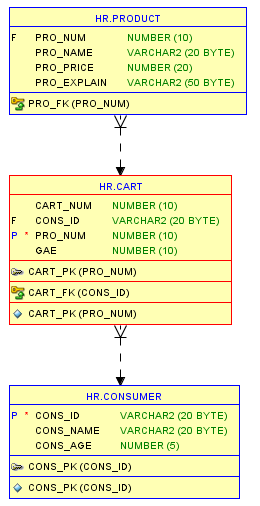 HR.PRODUCT
F PRO_NUM NUMBER (10)
PRO_NAME VARCHAR2 (20 BYTE)
PRO_PRICE NUMBER (20)
PRO_EXPLAIN VARCHAR2 (50 BYTE)
PRO_FK (PRO_NUM)
HR.CART
CART_NUM NUMBER (10)
F CONS_ID VARCHAR2 (20 BYTE)
P * PRO_NUM NUMBER (10)
GAE NUMBER (10)
CART_PK (PRO_NUM)
CART_FK (CONS_ID)
CART_PK (PRO_NUM)
HR.CONSUMER
P * CONS_ID VARCHAR2 (20 BYTE)
CONS_NAME VARCHAR2 (20 BYTE)
CONS_AGE NUMBER (5)
CONS_PK (CONS_ID)
CONS_PK (CONS_ID)